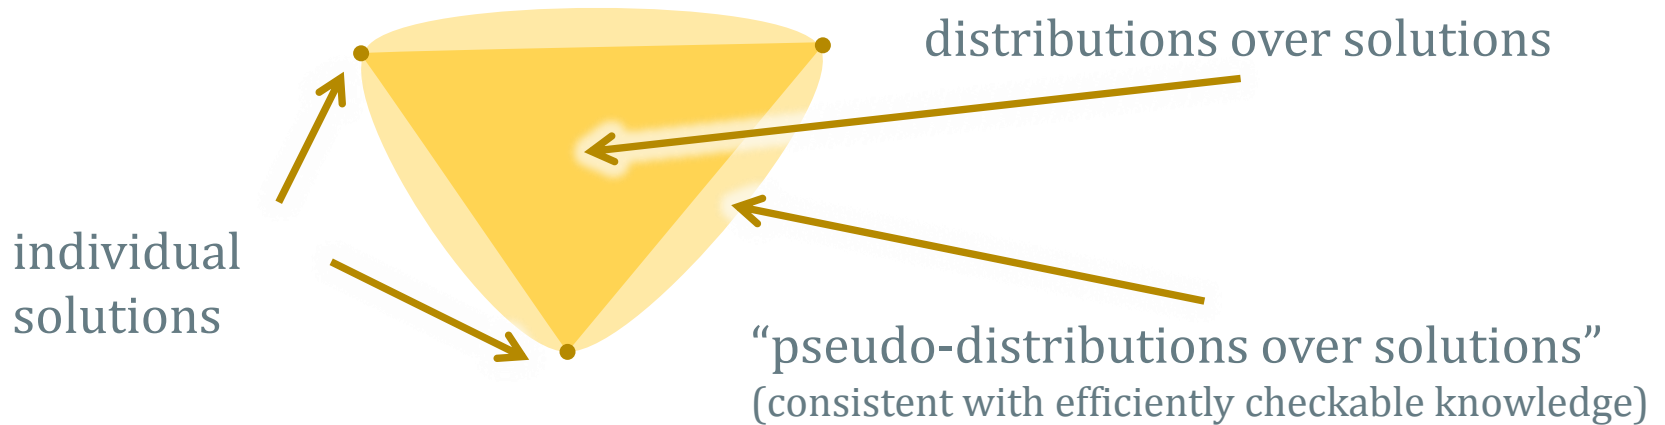 distributions over solutions
individual
solutions
“pseudo-distributions over solutions”
(consistent with efficiently checkable knowledge)